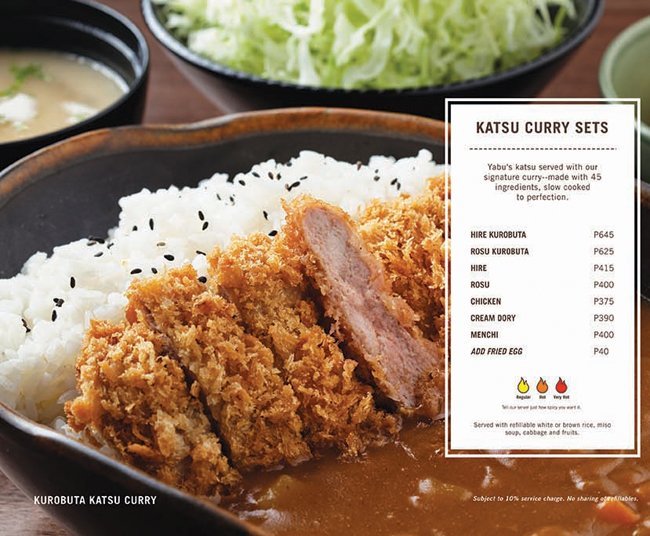 KATSU CURRY SETS
Yabu's katsu served with our
signature curry--made with 45
ingredients, slow cooked
to perfection.
HIRE KUROBUTA P645
ROSU KUROBUTA P625
HIRE P415
ROSU P400
CHICKEN P375
CREAM DORY P390
MENCHI P400
ADD FRIED EGG P40
Regular Hot Very Hot
Tell our server just how spicy you want it.
Served with refillable white or brown rice, miso
soup, cabbage and fruits.
KUROBUTA KATSU CURRY
Subject to 10% service charge. No sharing of refillables.